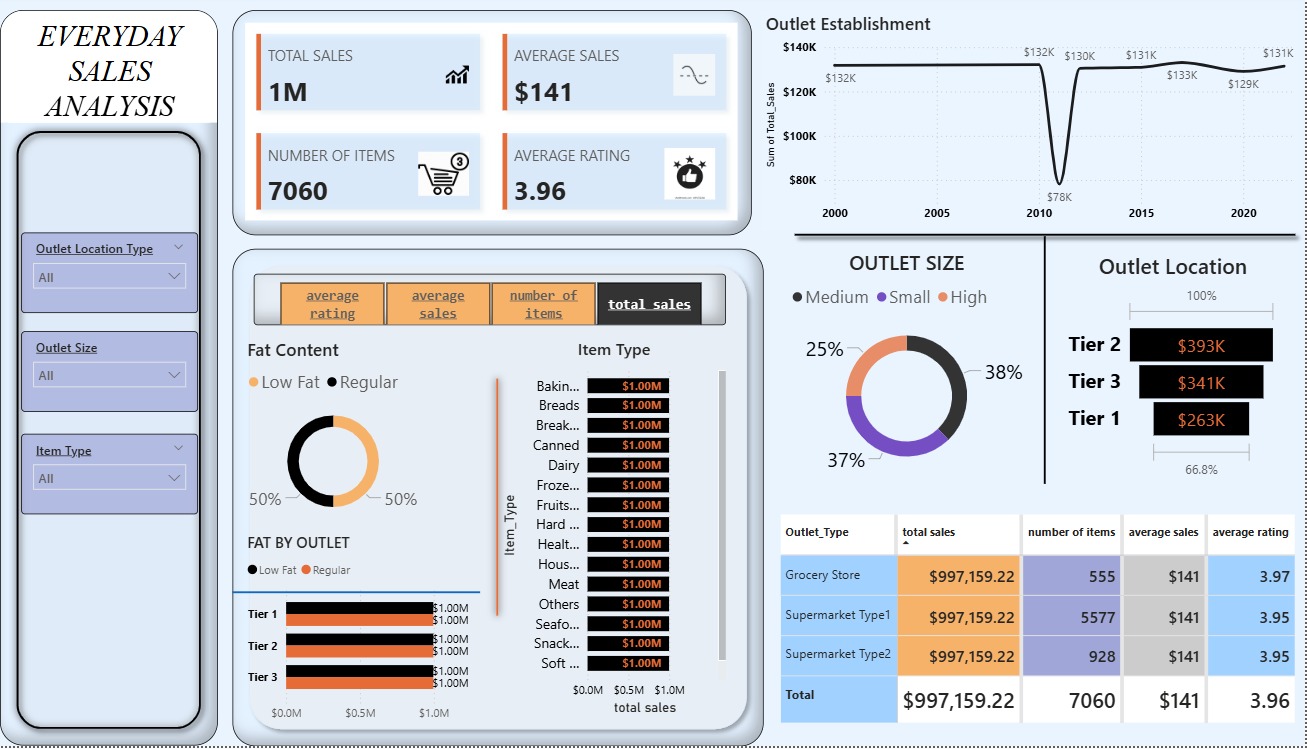 EVERYDAY
SALES
ANALYSIS
Outlet Location Type
All
Outlet Size
All
Item Type
All
TOTAL SALES
1M
AVERAGE SALES
$141
NUMBER OF ITEMS
7060
3
AVERAGE RATING
3.96
Outlet Establishment
Sum of Total_Sales
$140K
$120K
$100K
$80K
$132K
$132K
$78K
$130K
$131K
$133K
$129K
$131K
2000 2005 2010 2015 2020
average rating
average sales
number of items
total sales
Fat Content
Low Fat Regular
50% 50%
FAT BY OUTLET
Low Fat Regular
Tier 1 $1.00M
$1.00M
Tier 2 $1.00M
$1.00M
Tier 3 $1.00M
$1.00M
$0.0M $0.5M $1.0M
Item Type
Item_Type
Bakin... $1.00M
Breads $1.00M
Break... $1.00M
Canned $1.00M
Dairy $1.00M
Froze... $1.00M
Fruits... $1.00M
Hard ... $1.00M
Healt... $1.00M
Hous... $1.00M
Meat $1.00M
Others $1.00M
Seafo... $1.00M
Snack... $1.00M
Soft ... $1.00M
$0.0M $0.5M $1.0M
total sales
OUTLET SIZE
Medium Small High
25%
38%
37%
Outlet Location
100%
Tier 2 $393K
Tier 3 $341K
Tier 1 $263K
66.8%
Outlet_Type total sales number of items average sales average rating
Grocery Store $997,159.22 555 $141 3.97
Supermarket Type1 $997,159.22 5577 $141 3.95
Supermarket Type2 $997,159.22 928 $141 3.95
Total $997,159.22 7060 $141 3.96